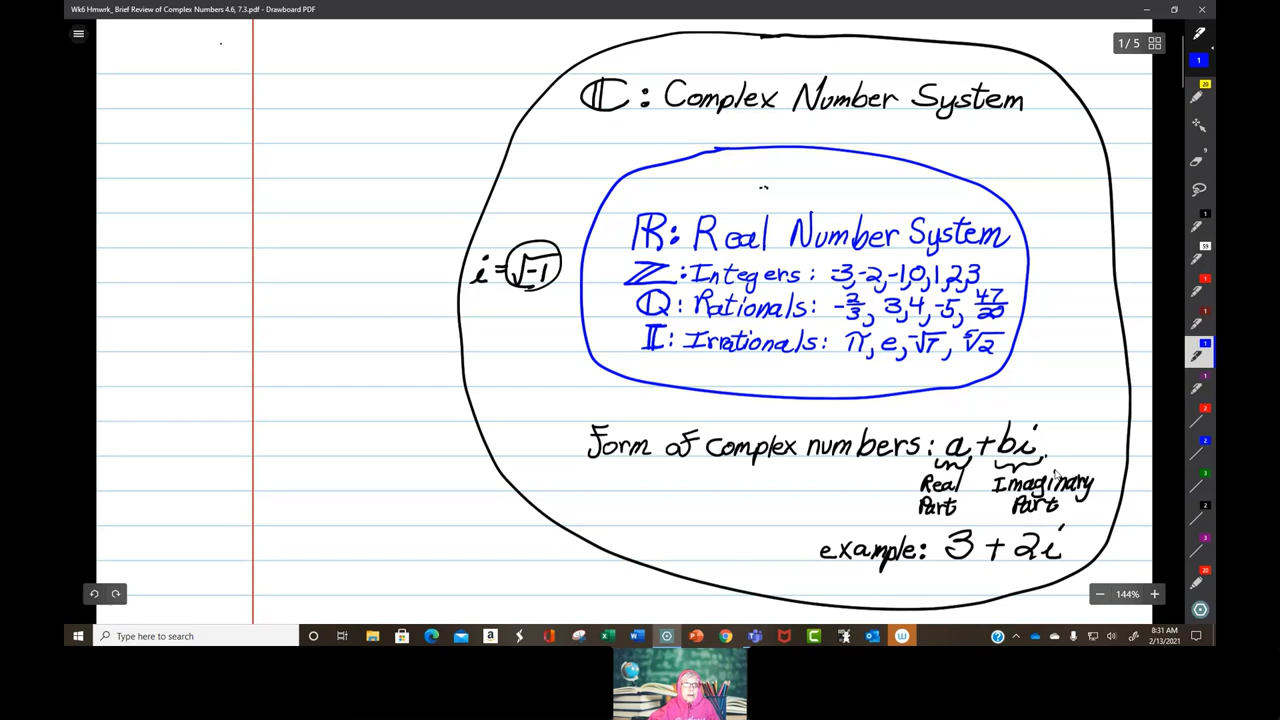 Wk6 Hmwrk_ Brief Review of Complex Numbers 4.6, 7.3.pdf - Drawboard PDF
1 / 5
ℂ: Complex Number System
ℝ: Real Number System
ℤ: Integers: -3, -2, -1, 0, 1, 2, 3
ℚ: Rationals: -2/3, 3, 4, -5, 47/20
𝕀: Irrationals: π, e, -√7, ⁵√2
i = √-1
Form of complex numbers: a + bi
Real Part
Imaginary Part
example: 3 + 2i
144%
Type here to search
8:31 AM
2/13/2021